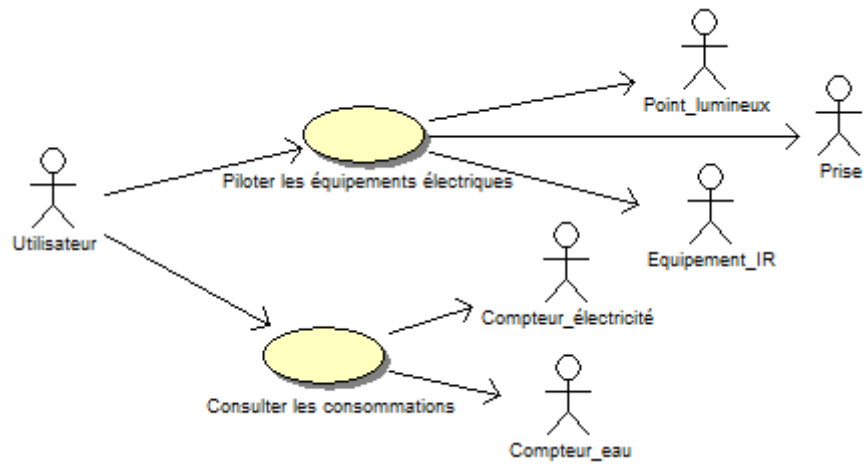 Point_lumineux
Prise
Piloter les équipements électriques
Utilisateur
Equipement_IR
Compteur_électricité
Consulter les consommations
Compteur_eau